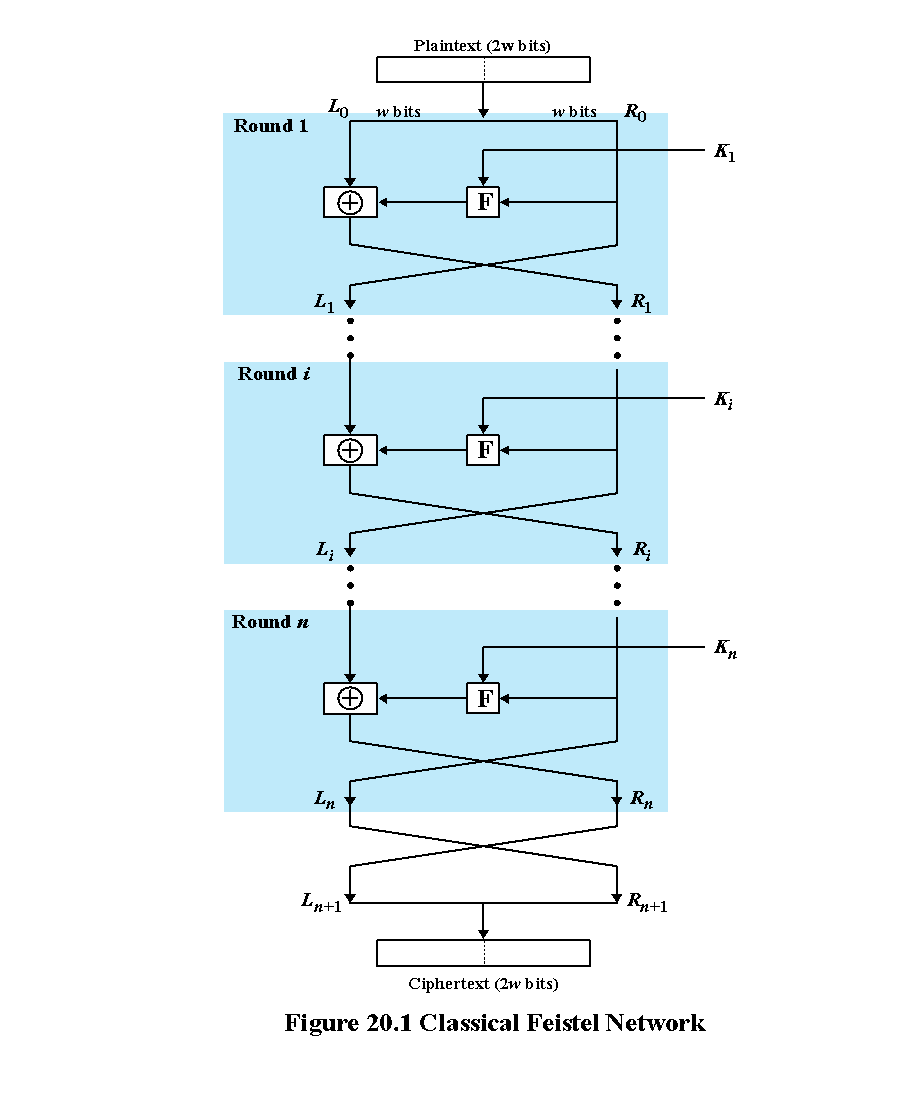 Plaintext (2w bits)
L0 w bits w bits R0
Round 1
K1
F
L1 R1
Round i
Ki
F
Li Ri
Round n
Kn
F
Ln Rn
Ln+1 Rn+1
Ciphertext (2w bits)
Figure 20.1 Classical Feistel Network